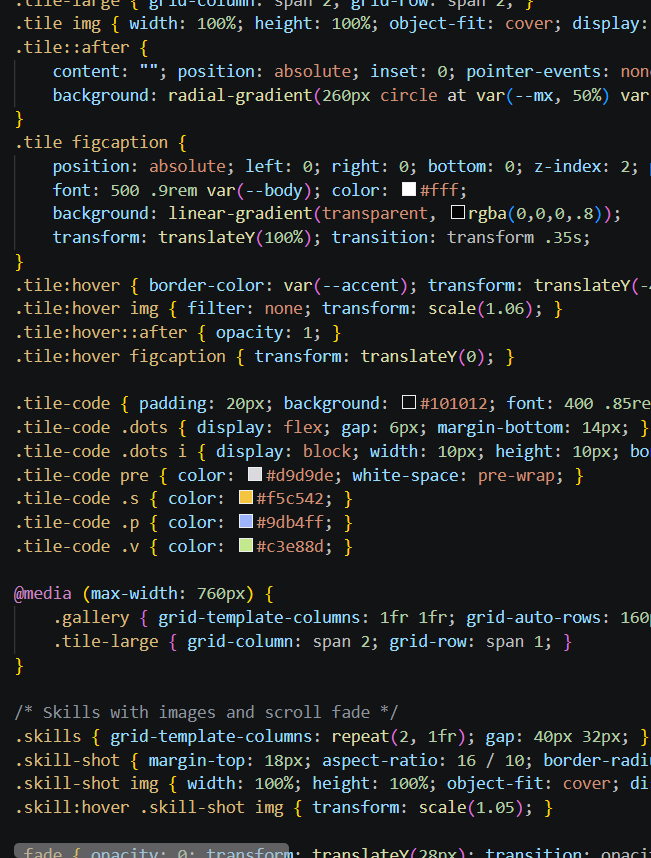 .tile-large { grid-column: span 2; grid-row: span 2; }
.tile img { width: 100%; height: 100%; object-fit: cover; display:
.tile::after {
    content: ""; position: absolute; inset: 0; pointer-events: none
    background: radial-gradient(260px circle at var(--mx, 50%) var
}
.tile figcaption {
    position: absolute; left: 0; right: 0; bottom: 0; z-index: 2;
    font: 500 .9rem var(--body); color: #fff;
    background: linear-gradient(transparent, rgba(0,0,0,.8));
    transform: translateY(100%); transition: transform .35s;
}
.tile:hover { border-color: var(--accent); transform: translateY(-4
.tile:hover img { filter: none; transform: scale(1.06); }
.tile:hover::after { opacity: 1; }
.tile:hover figcaption { transform: translateY(0); }

.tile-code { padding: 20px; background: #101012; font: 400 .85re
.tile-code .dots { display: flex; gap: 6px; margin-bottom: 14px; }
.tile-code .dots i { display: block; width: 10px; height: 10px; bo
.tile-code pre { color: #d9d9de; white-space: pre-wrap; }
.tile-code .s { color: #f5c542; }
.tile-code .p { color: #9db4ff; }
.tile-code .v { color: #c3e88d; }

@media (max-width: 760px) {
    .gallery { grid-template-columns: 1fr 1fr; grid-auto-rows: 160p
    .tile-large { grid-column: span 2; grid-row: span 1; }
}

/* Skills with images and scroll fade */
.skills { grid-template-columns: repeat(2, 1fr); gap: 40px 32px; }
.skill-shot { margin-top: 18px; aspect-ratio: 16 / 10; border-radi
.skill-shot img { width: 100%; height: 100%; object-fit: cover; di
.skill:hover .skill-shot img { transform: scale(1.05); }

.fade { opacity: 0; transform: translateY(28px); transition: opaci